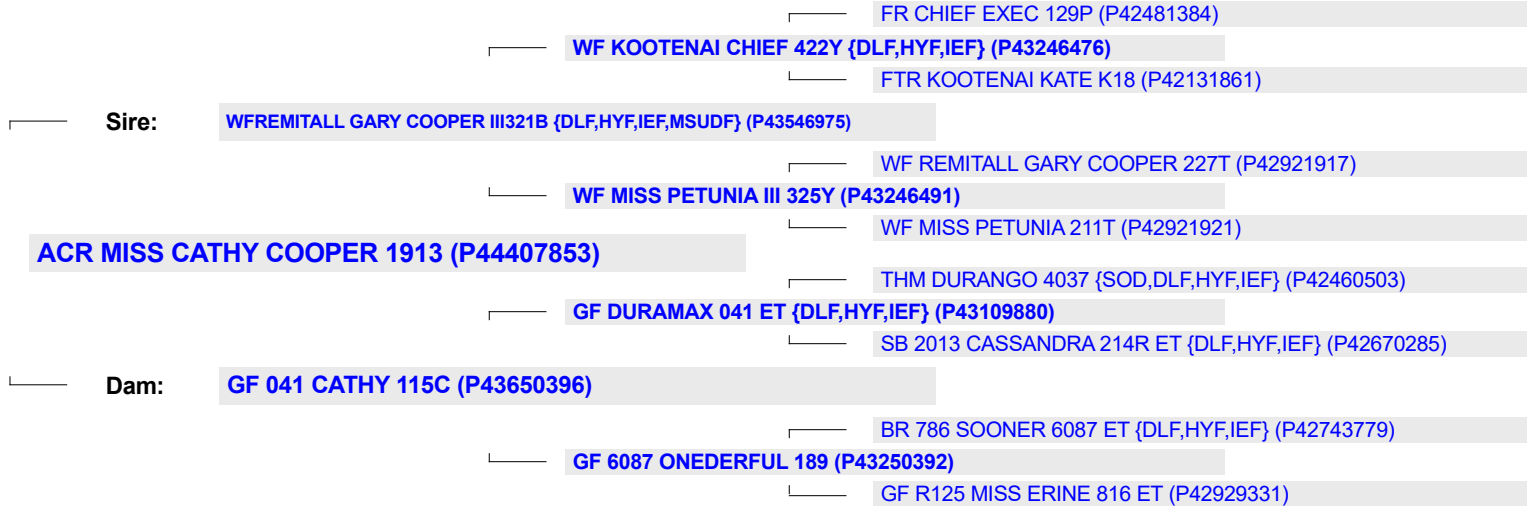 FR CHIEF EXEC 129P (P42481384)
WF KOOTENAI CHIEF 422Y {DLF,HYF,IEF} (P43246476)
FTR KOOTENAI KATE K18 (P42131861)
Sire: WFREMITALL GARY COOPER III321B {DLF,HYF,IEF,MSUDF} (P43546975)
WF REMITALL GARY COOPER 227T (P42921917)
WF MISS PETUNIA III 325Y (P43246491)
WF MISS PETUNIA 211T (P42921921)
ACR MISS CATHY COOPER 1913 (P44407853)
THM DURANGO 4037 {SOD,DLF,HYF,IEF} (P42460503)
GF DURAMAX 041 ET {DLF,HYF,IEF} (P43109880)
SB 2013 CASSANDRA 214R ET {DLF,HYF,IEF} (P42670285)
Dam: GF 041 CATHY 115C (P43650396)
BR 786 SOONER 6087 ET {DLF,HYF,IEF} (P42743779)
GF 6087 ONEDERFUL 189 (P43250392)
GF R125 MISS ERINE 816 ET (P42929331)